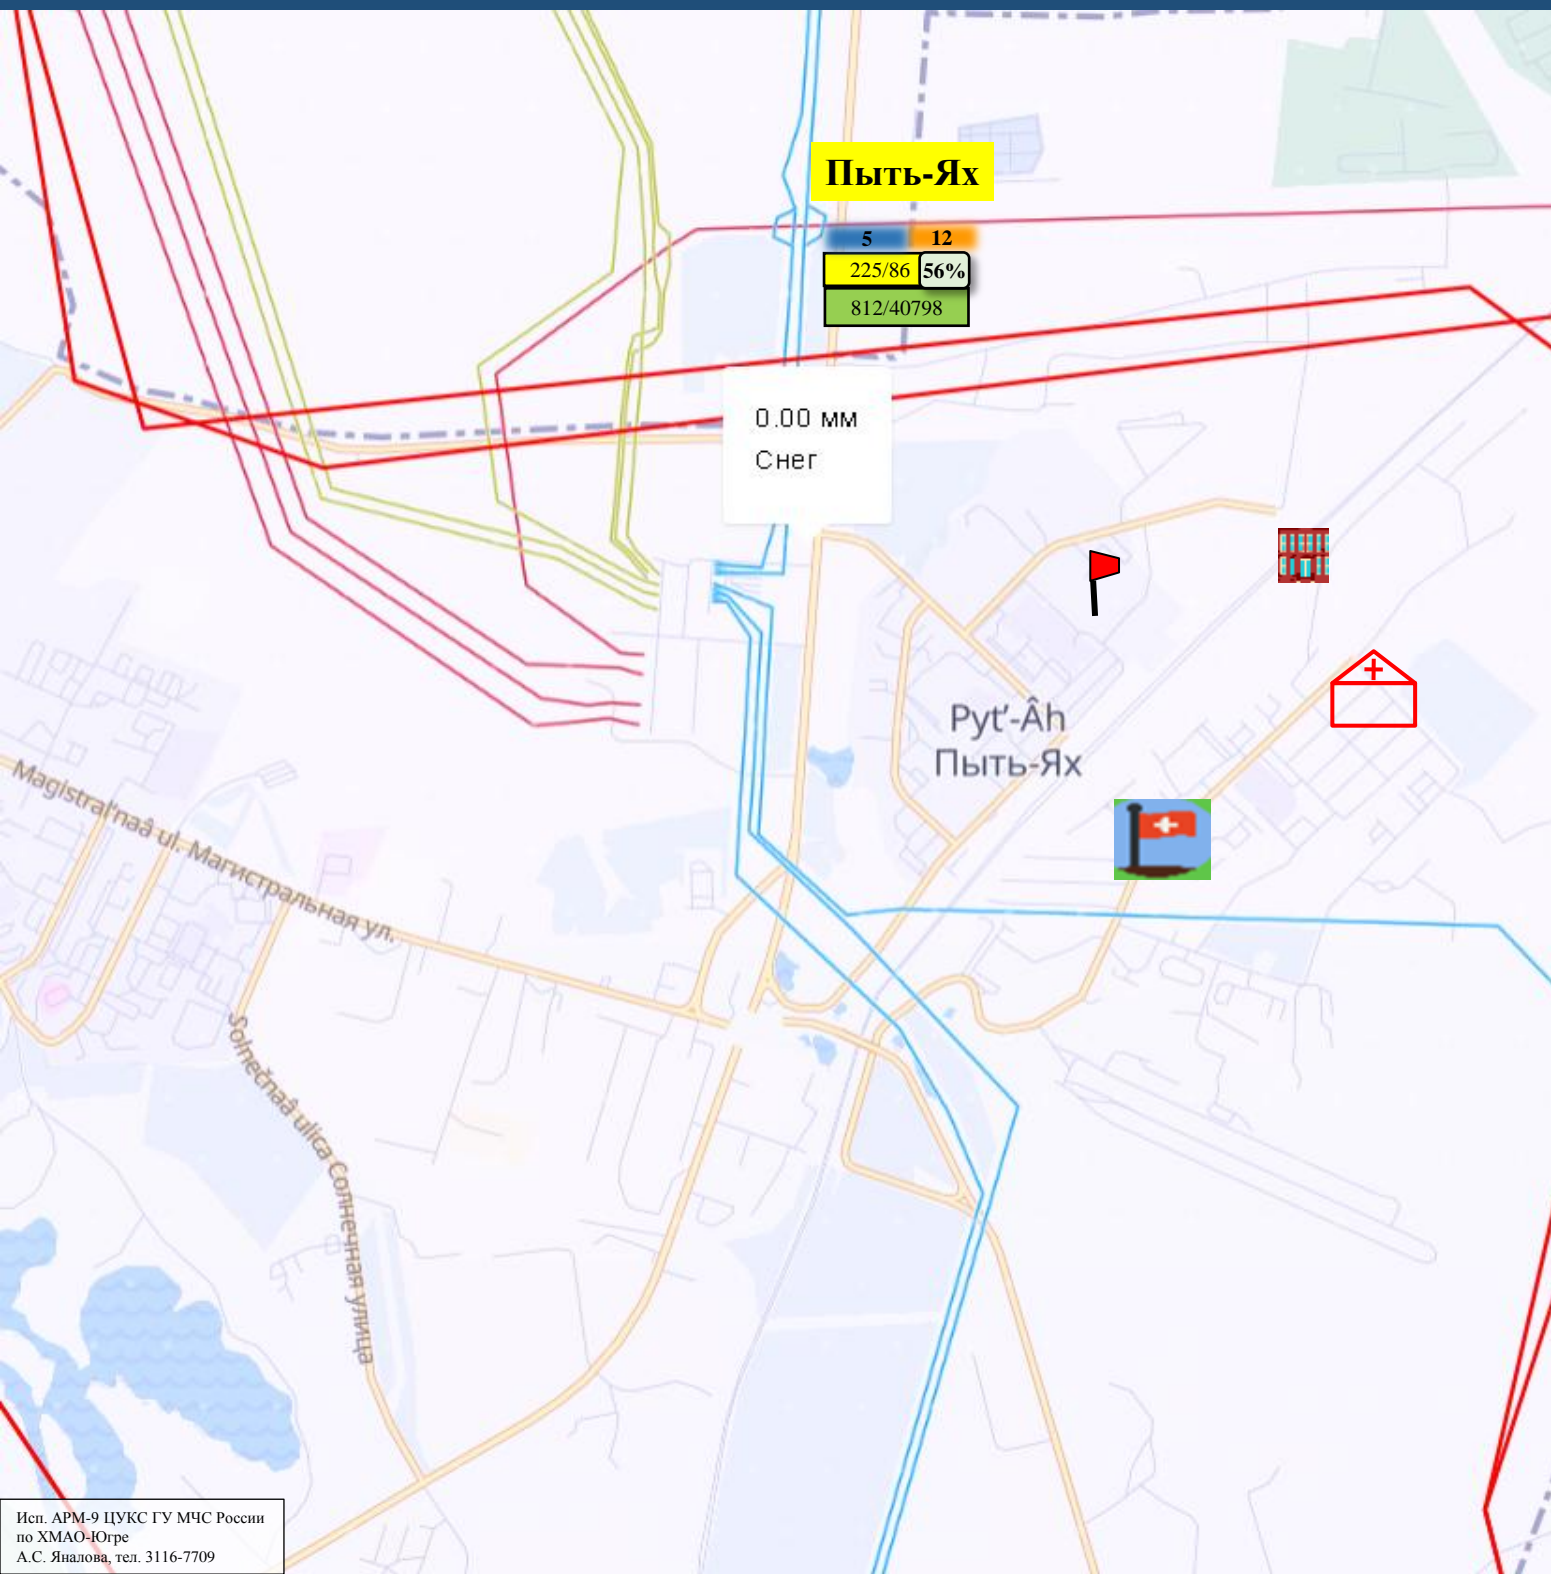 Пыть-Ях
5 12
225/86 56%
812/40798
0.00 мм
Снег
Pyt'-Âh
Пыть-Ях
Magistral'naâ ul. Магистральная ул.
Solnečnaâ ulica Солнечная улица
Исп. АРМ-9 ЦУКС ГУ МЧС России
по ХМАО-Югре
А.С. Яналова, тел. 3116-7709